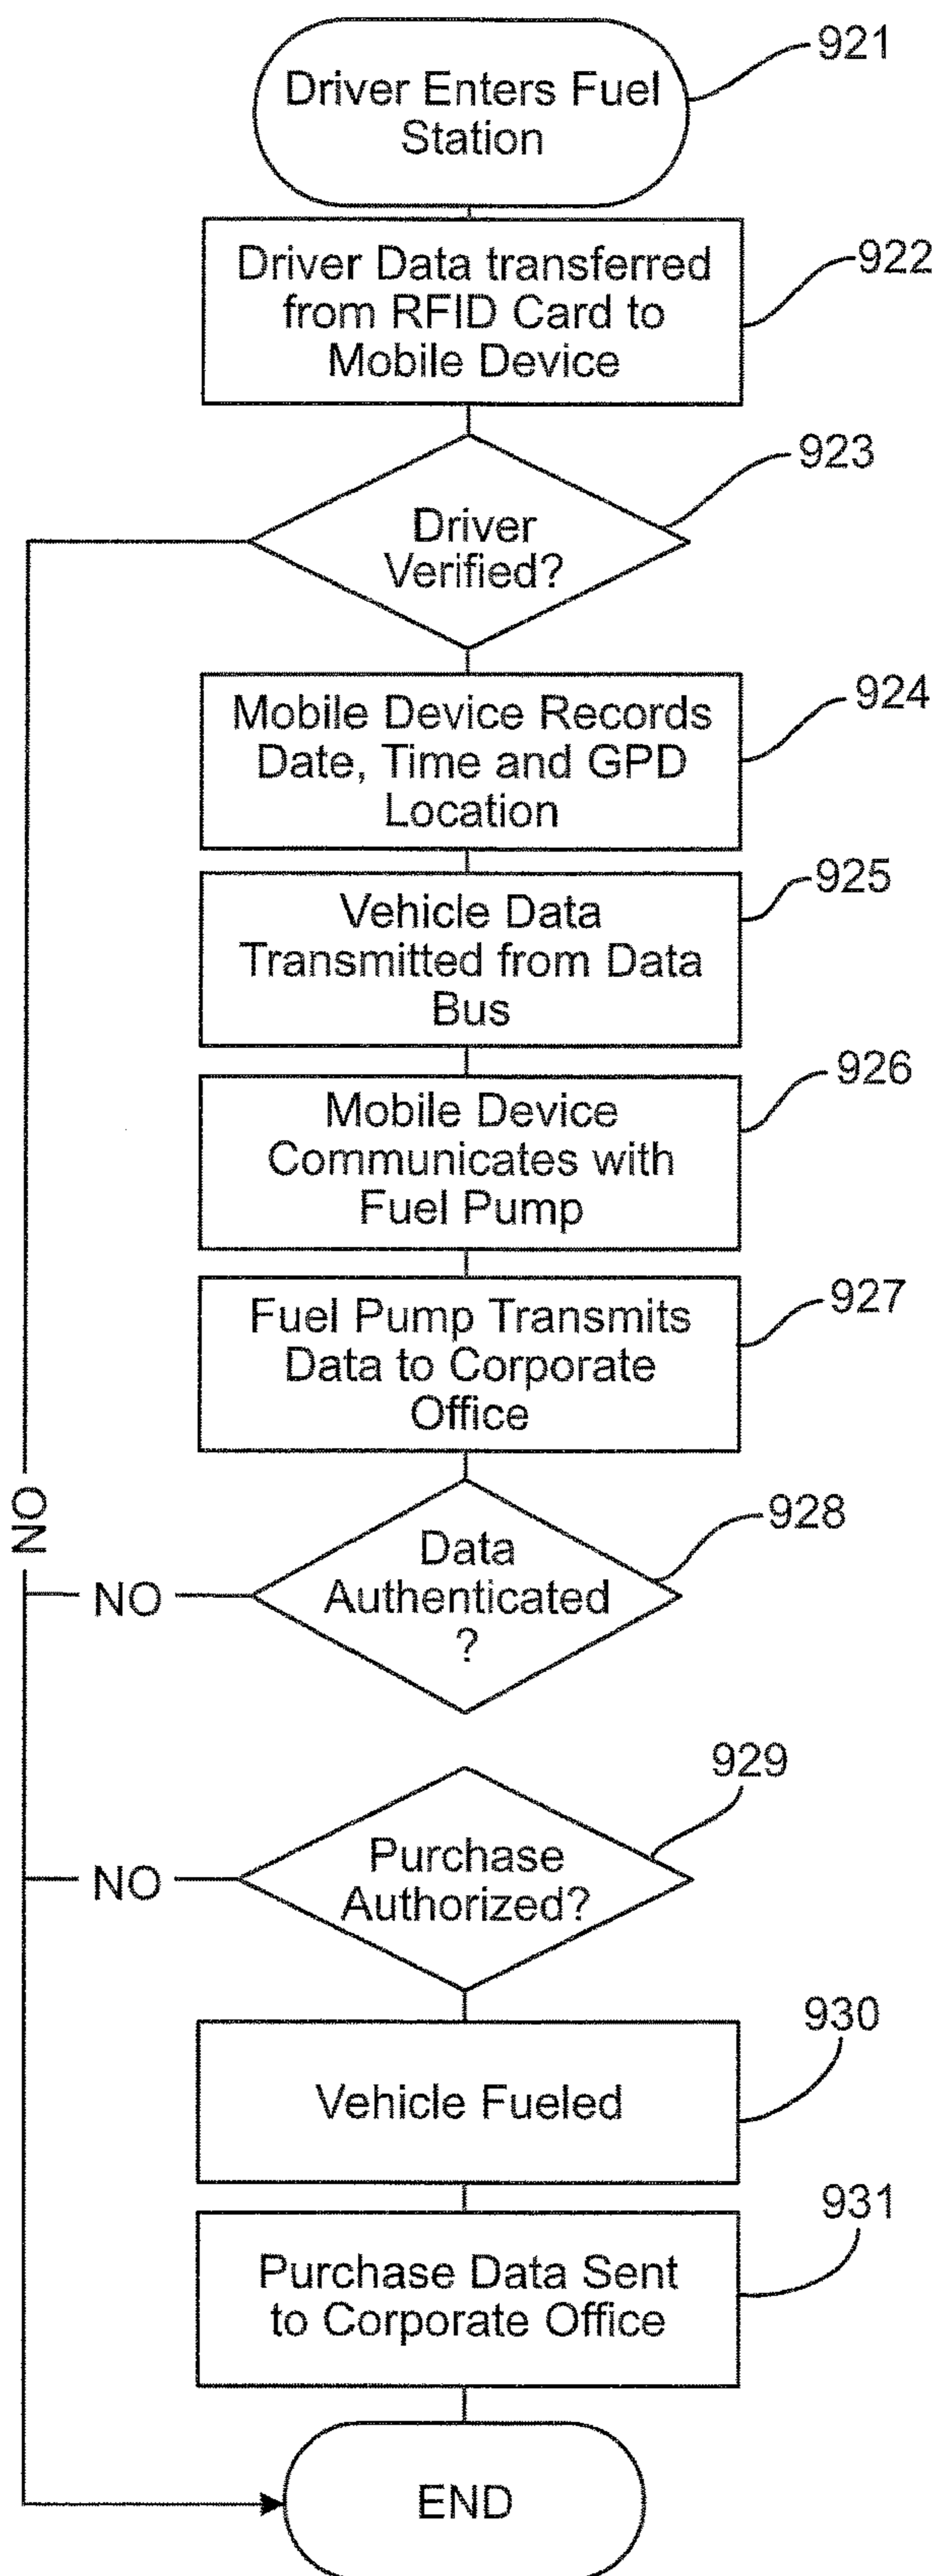 921
Driver Enters Fuel
Station
922
Driver Data transferred
from RFID Card to
Mobile Device
923
Driver
Verified?
924
Mobile Device Records
Date, Time and GPD
Location
925
Vehicle Data
Transmitted from Data
Bus
926
Mobile Device
Communicates with
Fuel Pump
927
Fuel Pump Transmits
Data to Corporate
Office
NO
928
Data
Authenticated
?
NO
929
Purchase
Authorized?
NO
930
Vehicle Fueled
931
Purchase Data Sent
to Corporate Office
END